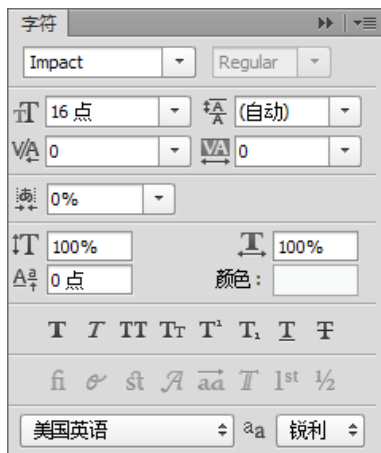 字符
Impact Regular
16 点 (自动)
0 0
0%
100% 100%
0 点 颜色：
T T TT Tт T¹ T₁ T T
fi st A aa T 1st ½
美国英语 aa 锐利